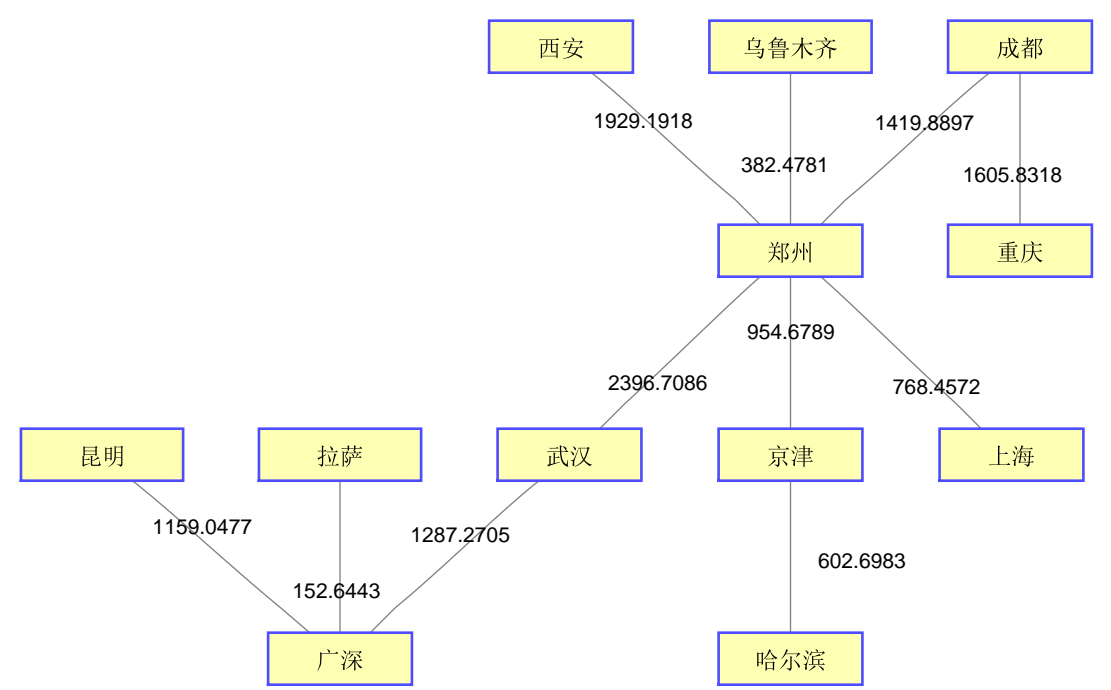 西安
乌鲁木齐
成都
1929.1918
1419.8897
382.4781
1605.8318
郑州
重庆
954.6789
2396.7086
768.4572
昆明
拉萨
武汉
京津
上海
1159.0477
1287.2705
602.6983
152.6443
广深
哈尔滨